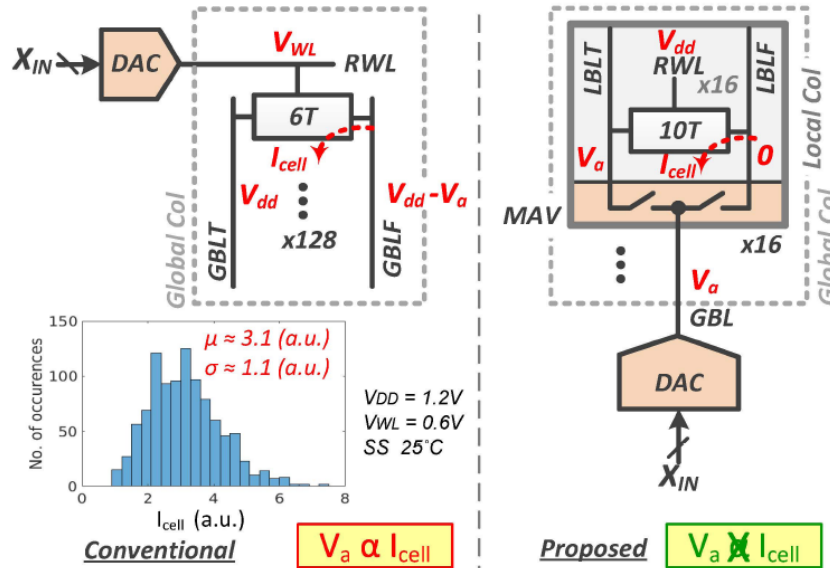 X_IN
DAC
V_WL
RWL
6T
I_cell
V_dd
V_dd-V_a
x128
Global Col
GBLT
GBLF
150
100
50
0
No. of occurences
μ ≈ 3.1 (a.u.)
σ ≈ 1.1 (a.u.)
0 2 4 6 8
I_cell (a.u.)
VDD = 1.2V
VWL = 0.6V
SS 25°C
Conventional
V_a α I_cell
LBLT
V_dd
RWL
x16
LBLF
10T
V_a
I_cell
0
MAV
x16
Local Col
Global Col
V_a
GBL
DAC
X_IN
Proposed
V_a α I_cell